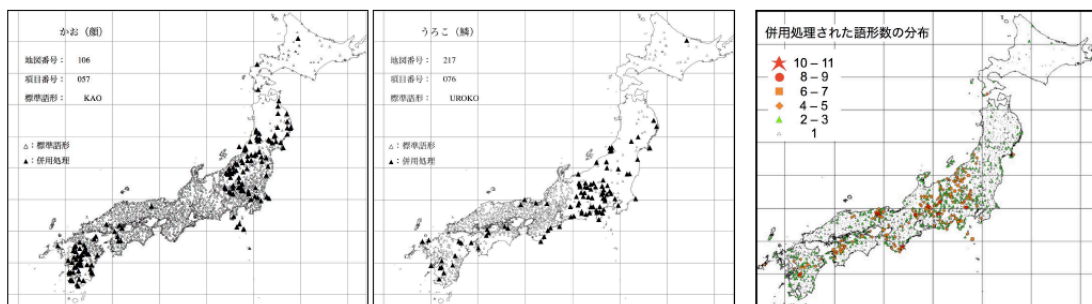 かお（顔）
地図番号： 106
項目番号： 057
標準語形： KAO
△：標準語形
▲：併用処理
うろこ（鱗）
地図番号： 217
項目番号： 076
標準語形： UROKO
△：標準語形
▲：併用処理
併用処理された語形数の分布
10 – 11
8 – 9
6 – 7
4 – 5
2 – 3
1